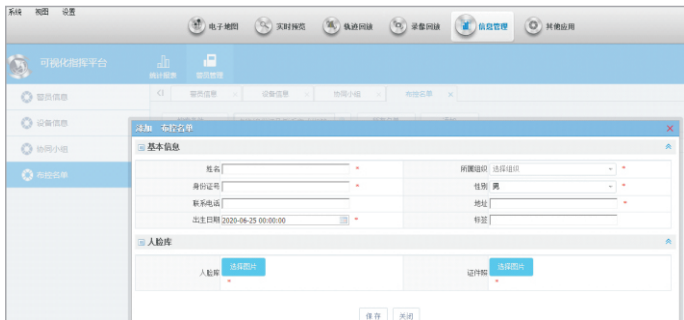 系统 视图 设置
电子地图 实时预览 轨迹回放 录像回放 信息管理 其他应用
可视化指挥平台
统计报表 警员管理
警员信息 警员信息 设备信息 协同小组 布控名单 ×
设备信息
协同小组
布控名单
添加 布控名单 ×
基本信息
姓名 * 所属组织 选择组织 *
身份证号 * 性别 男 *
联系电话 地址 *
出生日期 2020-06-25 00:00:00 * 标签
人脸库
人脸库 选择图片 * 证件照 选择图片 *
保存 关闭